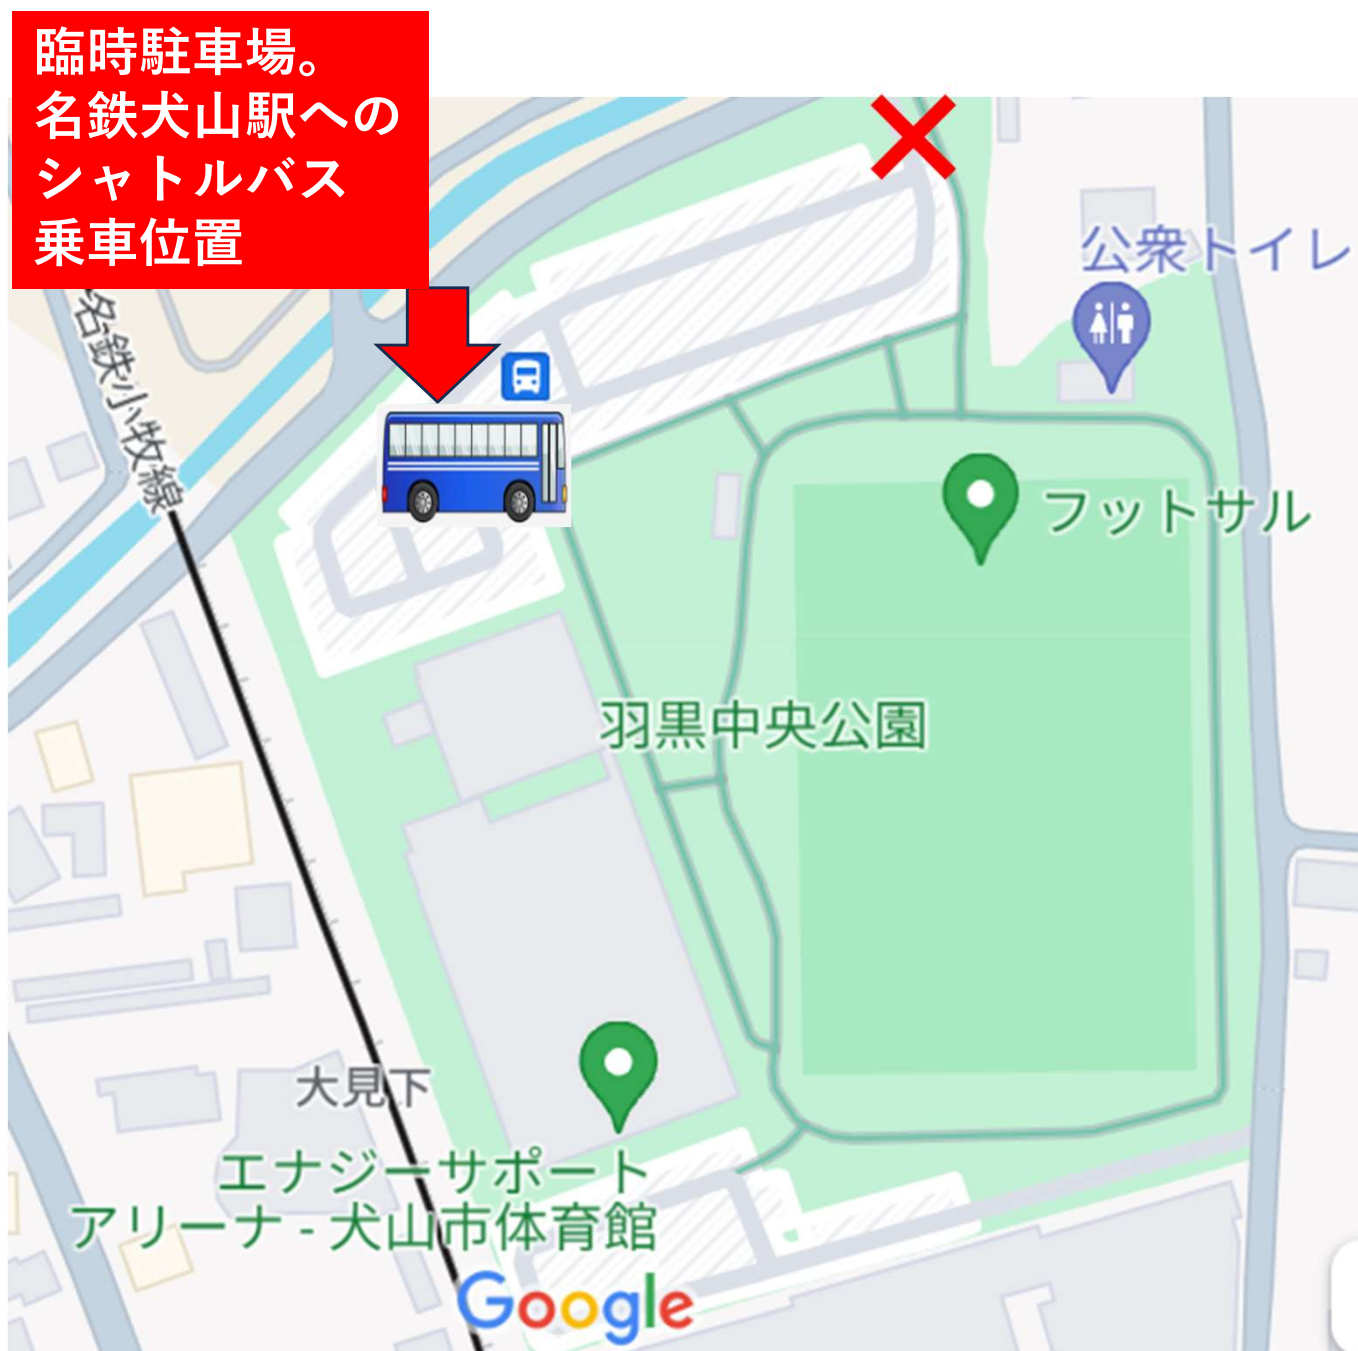 臨時駐車場。
名鉄犬山駅への
シャトルバス
乗車位置
公衆トイレ
名鉄小牧線
フットサル
羽黒中央公園
大見下
エナジーサポート
アリーナ - 犬山市体育館
Google